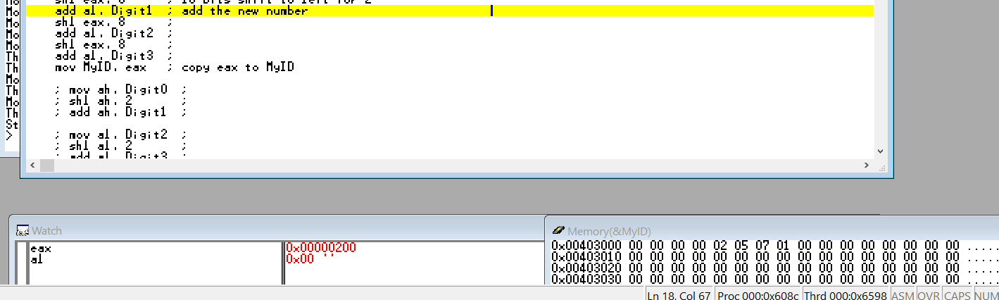 add al, Digit1 ; add the new number
shl eax, 8 ;
add al, Digit2 ;
shl eax, 8 ;
add al, Digit3 ;
mov MyID, eax ; copy eax to MyID
; mov ah, Digit0 ;
; shl ah, 2 ;
; add ah, Digit1 ;
; mov al, Digit2 ;
; shl al, 2 ;
; add al, Digit3 ;
Mo
Mo
Mo
Mo
Th
Th
Mo
Th
Mo
Th
St
>
Watch
eax 0x00000200
al 0x00 ' '
Memory(&MyID)
0x00403000 00 00 00 00 02 05 07 01 00 00 00 00 00 00 00 00 .....
0x00403010 00 00 00 00 00 00 00 00 00 00 00 00 00 00 00 00 .....
0x00403020 00 00 00 00 00 00 00 00 00 00 00 00 00 00 00 00 .....
0x00403030 00 00 00 00 00 00 00 00 00 00 00 00 00 00 00 00 .....
Ln 18, Col 67 Proc 000:0x608c Thrd 000:0x6598 ASM OVR CAPS NUM